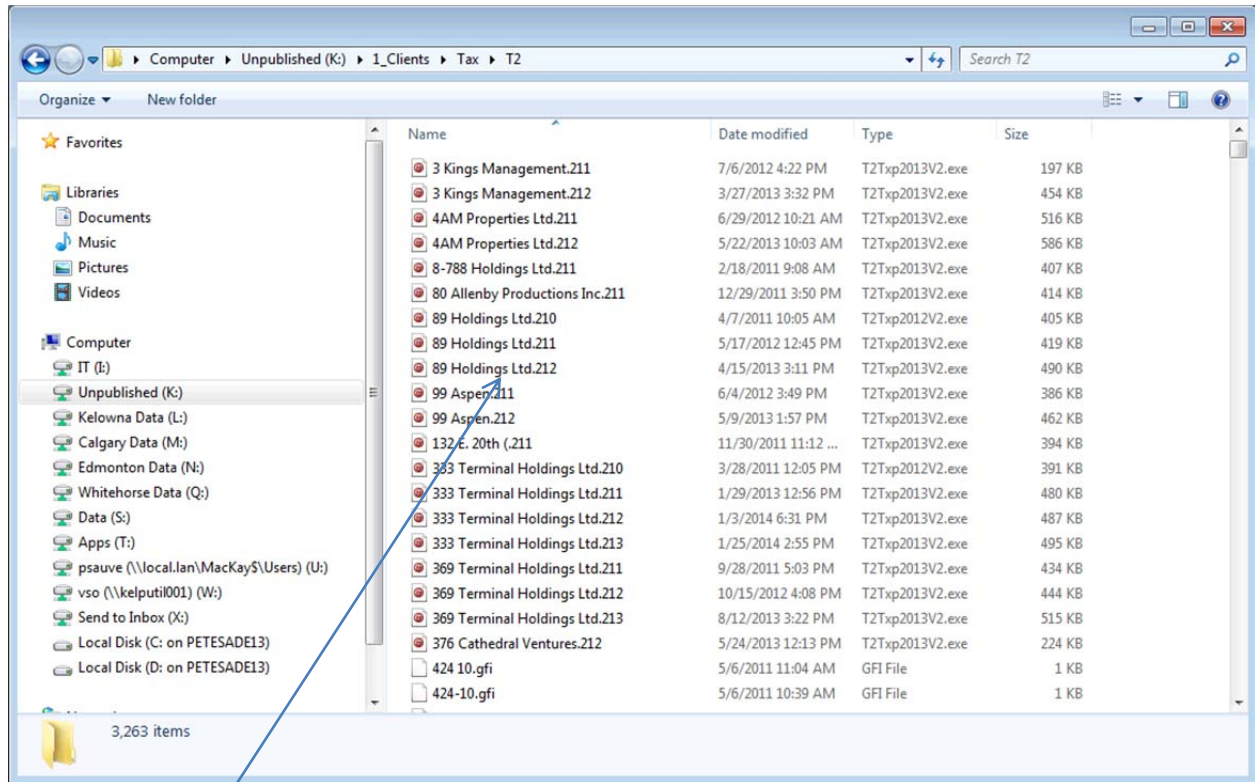 Computer ▸ Unpublished (K:) ▸ 1_Clients ▸ Tax ▸ T2
Search T2
Organize
New folder
Favorites
Libraries
Documents
Music
Pictures
Videos
Computer
IT (I:)
Unpublished (K:)
Kelowna Data (L:)
Calgary Data (M:)
Edmonton Data (N:)
Whitehorse Data (Q:)
Data (S:)
Apps (T:)
psauve (\\local.lan\MacKay$\Users) (U:)
vso (\\kelputil001) (W:)
Send to Inbox (X:)
Local Disk (C: on PETESADE13)
Local Disk (D: on PETESADE13)
Name Date modified Type Size
3 Kings Management.211 7/6/2012 4:22 PM T2Txp2013V2.exe 197 KB
3 Kings Management.212 3/27/2013 3:32 PM T2Txp2013V2.exe 454 KB
4AM Properties Ltd.211 6/29/2012 10:21 AM T2Txp2013V2.exe 516 KB
4AM Properties Ltd.212 5/22/2013 10:03 AM T2Txp2013V2.exe 586 KB
8-788 Holdings Ltd.211 2/18/2011 9:08 AM T2Txp2013V2.exe 407 KB
80 Allenby Productions Inc.211 12/29/2011 3:50 PM T2Txp2013V2.exe 414 KB
89 Holdings Ltd.210 4/7/2011 10:05 AM T2Txp2012V2.exe 405 KB
89 Holdings Ltd.211 5/17/2012 12:45 PM T2Txp2013V2.exe 419 KB
89 Holdings Ltd.212 4/15/2013 3:11 PM T2Txp2013V2.exe 490 KB
99 Aspen.211 6/4/2012 3:49 PM T2Txp2013V2.exe 386 KB
99 Aspen.212 5/9/2013 1:57 PM T2Txp2013V2.exe 462 KB
132 E. 20th (.211 11/30/2011 11:12 ... T2Txp2013V2.exe 394 KB
333 Terminal Holdings Ltd.210 3/28/2011 12:05 PM T2Txp2012V2.exe 391 KB
333 Terminal Holdings Ltd.211 1/29/2013 12:56 PM T2Txp2013V2.exe 480 KB
333 Terminal Holdings Ltd.212 1/3/2014 6:31 PM T2Txp2013V2.exe 487 KB
333 Terminal Holdings Ltd.213 1/25/2014 2:55 PM T2Txp2013V2.exe 495 KB
369 Terminal Holdings Ltd.211 9/28/2011 5:03 PM T2Txp2013V2.exe 434 KB
369 Terminal Holdings Ltd.212 10/15/2012 4:08 PM T2Txp2013V2.exe 444 KB
369 Terminal Holdings Ltd.213 8/12/2013 3:22 PM T2Txp2013V2.exe 515 KB
376 Cathedral Ventures.212 5/24/2013 12:13 PM T2Txp2013V2.exe 224 KB
424 10.gfi 5/6/2011 11:04 AM GFI File 1 KB
424-10.gfi 5/6/2011 10:39 AM GFI File 1 KB
3,263 items